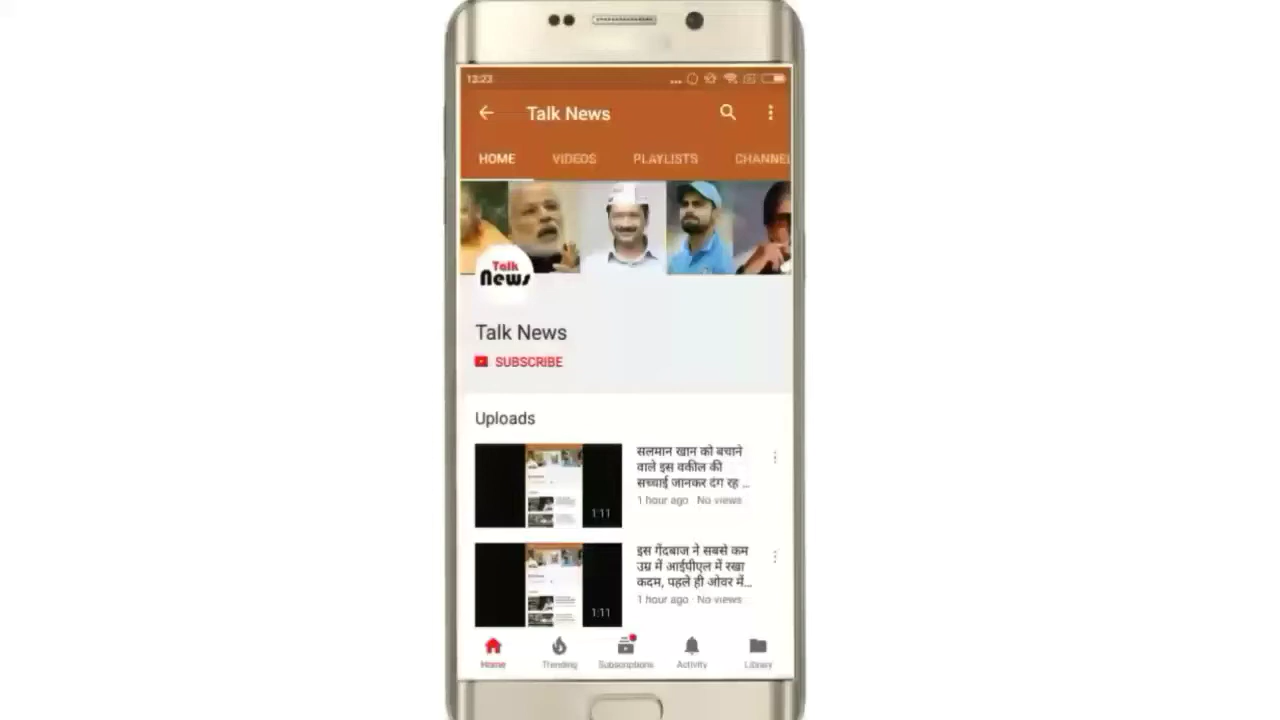 12:23
Talk News
HOME VIDEOS PLAYLISTS CHANNEL
Talk
News
Talk News
SUBSCRIBE
Uploads
सलमान खान को बचाने
वाले इस वकील की
सच्चाई जानकर दंग रह ...
1 hour ago · No views
1:11
इस गेंदबाज ने सबसे कम
उम्र में आईपीएल में रखा
कदम, पहले ही ओवर में...
1 hour ago · No views
1:11
Home Trending Subscriptions Activity Library